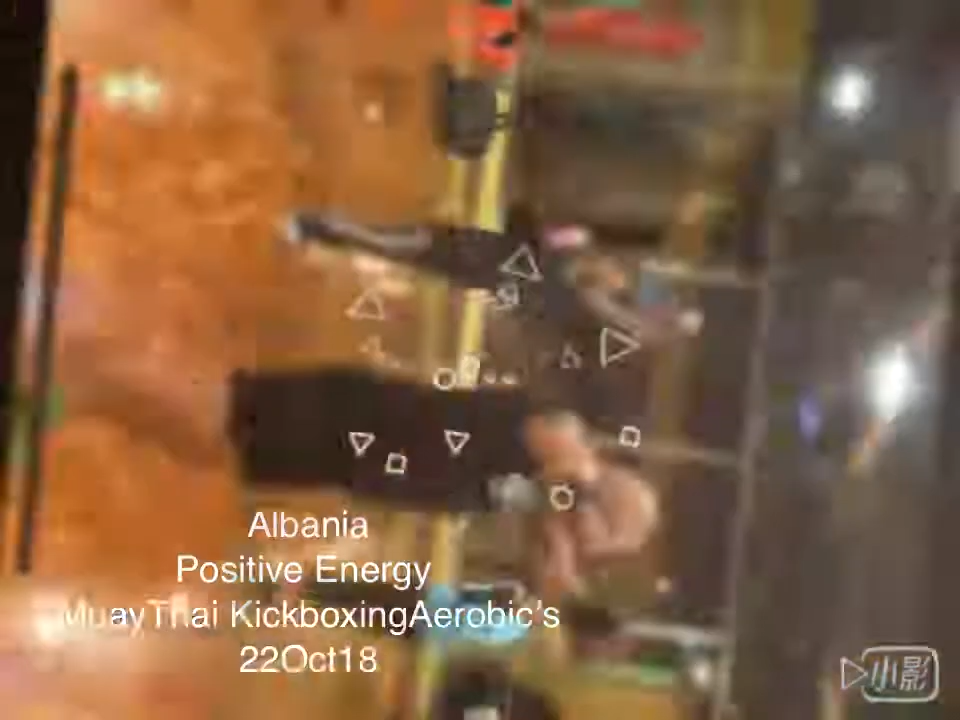 Albania
Positive Energy
MuayThai KickboxingAerobic's
22Oct18
小影